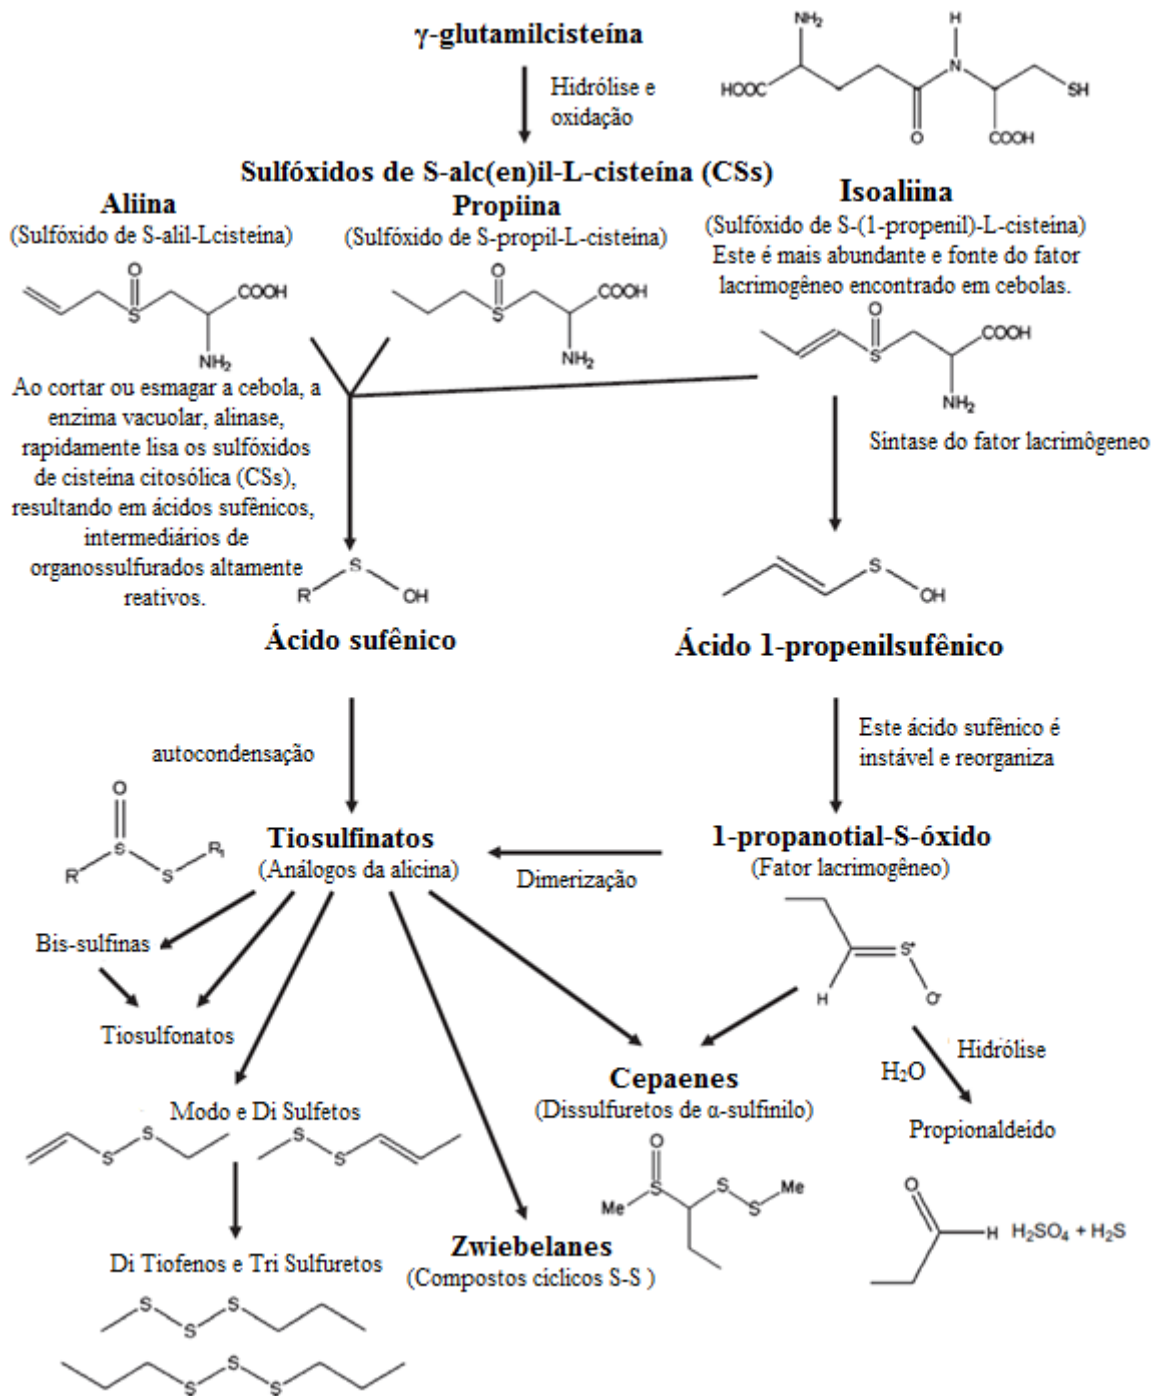 γ-glutamilcisteína
NH₂
H
HOOC
N
SH
O
COOH
Hidrólise e
oxidação
Sulfóxidos de S-alc(en)il-L-cisteína (CSs)
Aliina
(Sulfóxido de S-alil-Lcisteína)
O
COOH
S
NH₂
Propiina
(Sulfóxido de S-propil-L-cisteína)
O
COOH
S
NH₂
Isoaliina
(Sulfóxido de S-(1-propenil)-L-cisteína)
Este é mais abundante e fonte do fator
lacrimogêneo encontrado em cebolas.
O
COOH
S
NH₂
Ao cortar ou esmagar a cebola, a
enzima vacuolar, alinase,
rapidamente lisa os sulfóxidos
de cisteína citosólica (CSs),
resultando em ácidos sufênicos,
intermediários de
organossulfurados altamente
reativos.
Síntase do fator lacrimôgeneo
S
R
OH
Ácido sufênico
S
OH
Ácido 1-propenilsufênico
autocondensação
Este ácido sufênico é
instável e reorganiza
O
S
R₁
R
S
Tiosulfinatos
(Análogos da alicina)
Dimerização
1-propanotial-S-óxido
(Fator lacrimogêneo)
S⁺
H
O⁻
Bis-sulfinas
Tiosulfonatos
Hidrólise
H₂O
Modo e Di Sulfetos
S
S
S
S
Cepaenes
(Dissulfuretos de α-sulfinilo)
O
S
S
Me
Me
S
Propionaldeído
O
H
H₂SO₄ + H₂S
Zwiebelanes
(Compostos cíclicos S-S )
Di Tiofenos e Tri Sulfuretos
S
S
S
S
S
S